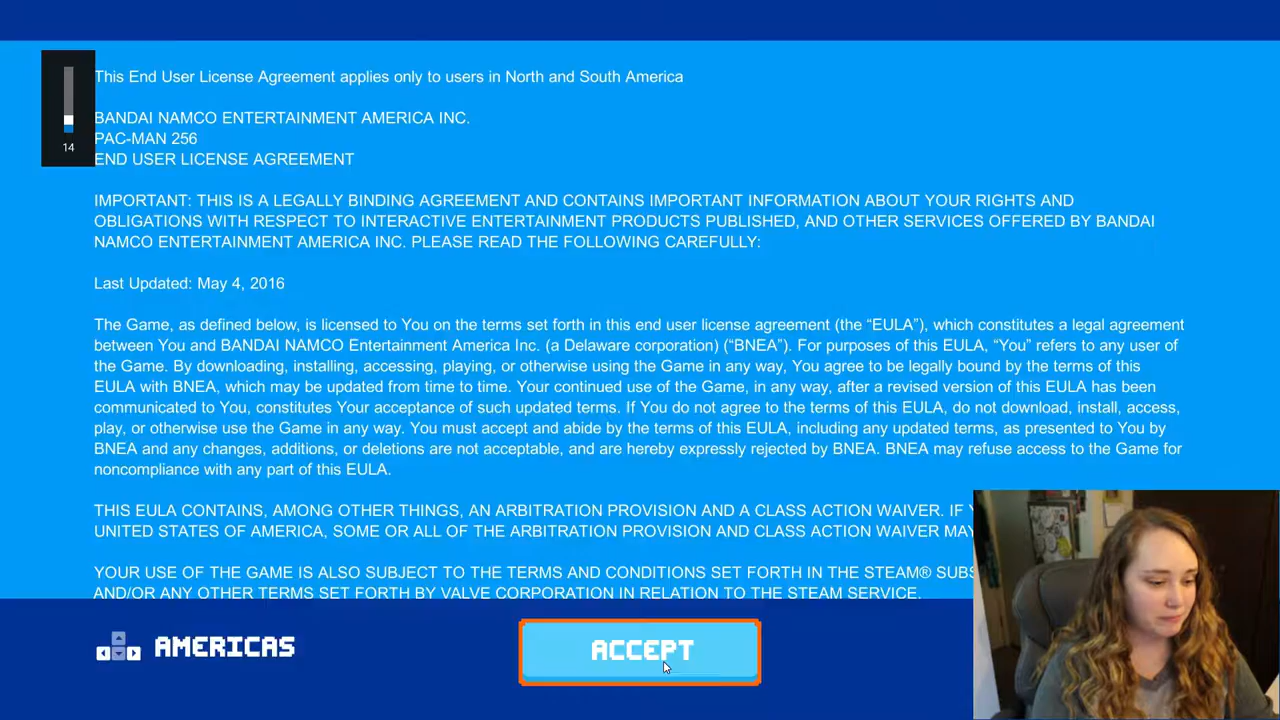 This End User License Agreement applies only to users in North and South America
14
BANDAI NAMCO ENTERTAINMENT AMERICA INC.
PAC-MAN 256
END USER LICENSE AGREEMENT
IMPORTANT: THIS IS A LEGALLY BINDING AGREEMENT AND CONTAINS IMPORTANT INFORMATION ABOUT YOUR RIGHTS AND
OBLIGATIONS WITH RESPECT TO INTERACTIVE ENTERTAINMENT PRODUCTS PUBLISHED, AND OTHER SERVICES OFFERED BY BANDAI
NAMCO ENTERTAINMENT AMERICA INC. PLEASE READ THE FOLLOWING CAREFULLY:
Last Updated: May 4, 2016
The Game, as defined below, is licensed to You on the terms set forth in this end user license agreement (the “EULA”), which constitutes a legal agreement
between You and BANDAI NAMCO Entertainment America Inc. (a Delaware corporation) (“BNEA”). For purposes of this EULA, “You” refers to any user of
the Game. By downloading, installing, accessing, playing, or otherwise using the Game in any way, You agree to be legally bound by the terms of this
EULA with BNEA, which may be updated from time to time. Your continued use of the Game, in any way, after a revised version of this EULA has been
communicated to You, constitutes Your acceptance of such updated terms. If You do not agree to the terms of this EULA, do not download, install, access,
play, or otherwise use the Game in any way. You must accept and abide by the terms of this EULA, including any updated terms, as presented to You by
BNEA and any changes, additions, or deletions are not acceptable, and are hereby expressly rejected by BNEA. BNEA may refuse access to the Game for
noncompliance with any part of this EULA.
THIS EULA CONTAINS, AMONG OTHER THINGS, AN ARBITRATION PROVISION AND A CLASS ACTION WAIVER. IF
UNITED STATES OF AMERICA, SOME OR ALL OF THE ARBITRATION PROVISION AND CLASS ACTION WAIVER MAY
YOUR USE OF THE GAME IS ALSO SUBJECT TO THE TERMS AND CONDITIONS SET FORTH IN THE STEAM® SUBS
AND/OR ANY OTHER TERMS SET FORTH BY VALVE CORPORATION IN RELATION TO THE STEAM SERVICE.
AMERICAS
ACCEPT